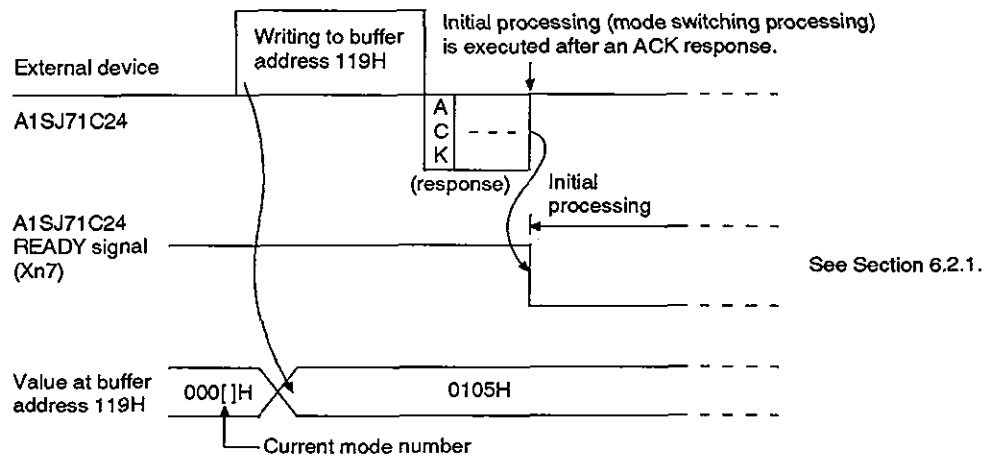 Writing to buffer
address 119H
Initial processing (mode switching processing)
is executed after an ACK response.
External device
A1SJ71C24
A
C
K
(response)
Initial
processing
A1SJ71C24
READY signal
(Xn7)
See Section 6.2.1.
Value at buffer
address 119H
000[ ]H
0105H
Current mode number